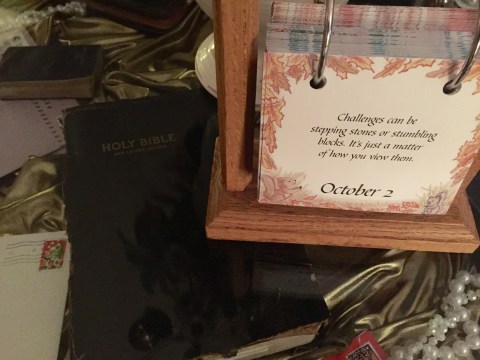 HOLY BIBLE
Challenges can be
stepping stones or stumbling
blocks. It's just a matter
of how you view them.
October 2